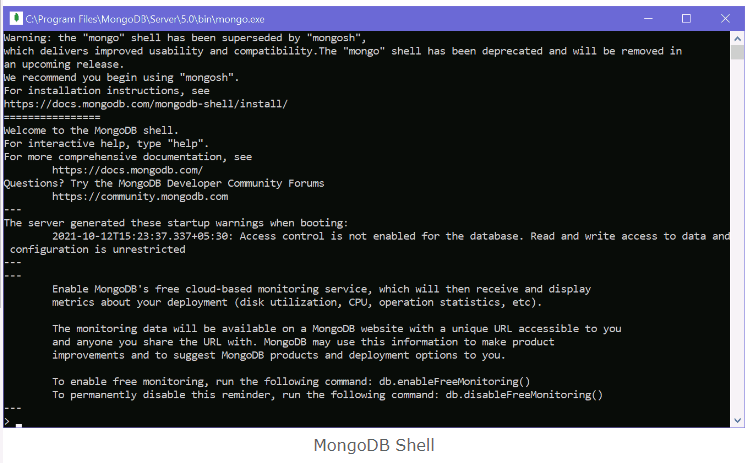 C:\Program Files\MongoDB\Server\5.0\bin\mongo.exe
Warning: the "mongo" shell has been superseded by "mongosh",
which delivers improved usability and compatibility.The "mongo" shell has been deprecated and will be removed in
an upcoming release.
We recommend you begin using "mongosh".
For installation instructions, see
https://docs.mongodb.com/mongodb-shell/install/
================
Welcome to the MongoDB shell.
For interactive help, type "help".
For more comprehensive documentation, see
https://docs.mongodb.com/
Questions? Try the MongoDB Developer Community Forums
https://community.mongodb.com
---
The server generated these startup warnings when booting:
2021-10-12T15:23:37.337+05:30: Access control is not enabled for the database. Read and write access to data and
configuration is unrestricted
---
---
Enable MongoDB's free cloud-based monitoring service, which will then receive and display
metrics about your deployment (disk utilization, CPU, operation statistics, etc).
The monitoring data will be available on a MongoDB website with a unique URL accessible to you
and anyone you share the URL with. MongoDB may use this information to make product
improvements and to suggest MongoDB products and deployment options to you.
To enable free monitoring, run the following command: db.enableFreeMonitoring()
To permanently disable this reminder, run the following command: db.disableFreeMonitoring()
---
>
MongoDB Shell